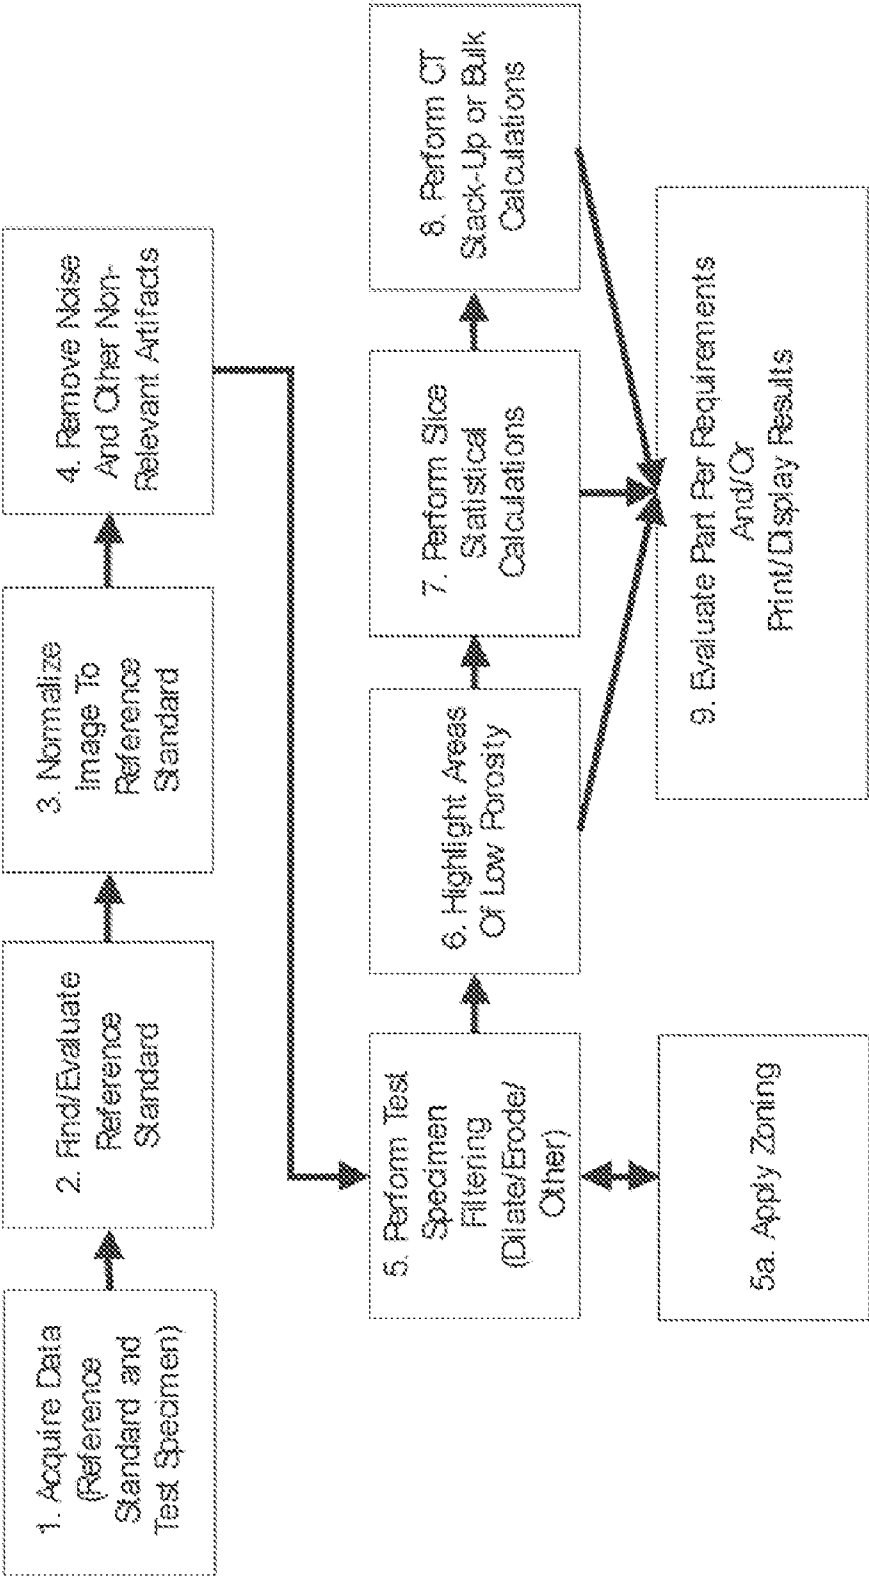 1. Acquire Data
(Reference
Standard and
Test Specimen)
2. Find/Evaluate
Reference
Standard
3. Normalize
Image To
Reference
Standard
4. Remove Noise
And Other Non-
Relevant Artifacts
5. Perform Test
Specimen
Filtering
(Dilate/Erode/
Other)
5a. Apply Zoning
6. Highlight Areas
Of Low Porosity
7. Perform Slice
Statistical
Calculations
8. Perform CT
Stack-Up or Bulk
Calculations
9. Evaluate Part Per Requirements
And/Or
Print/Display Results